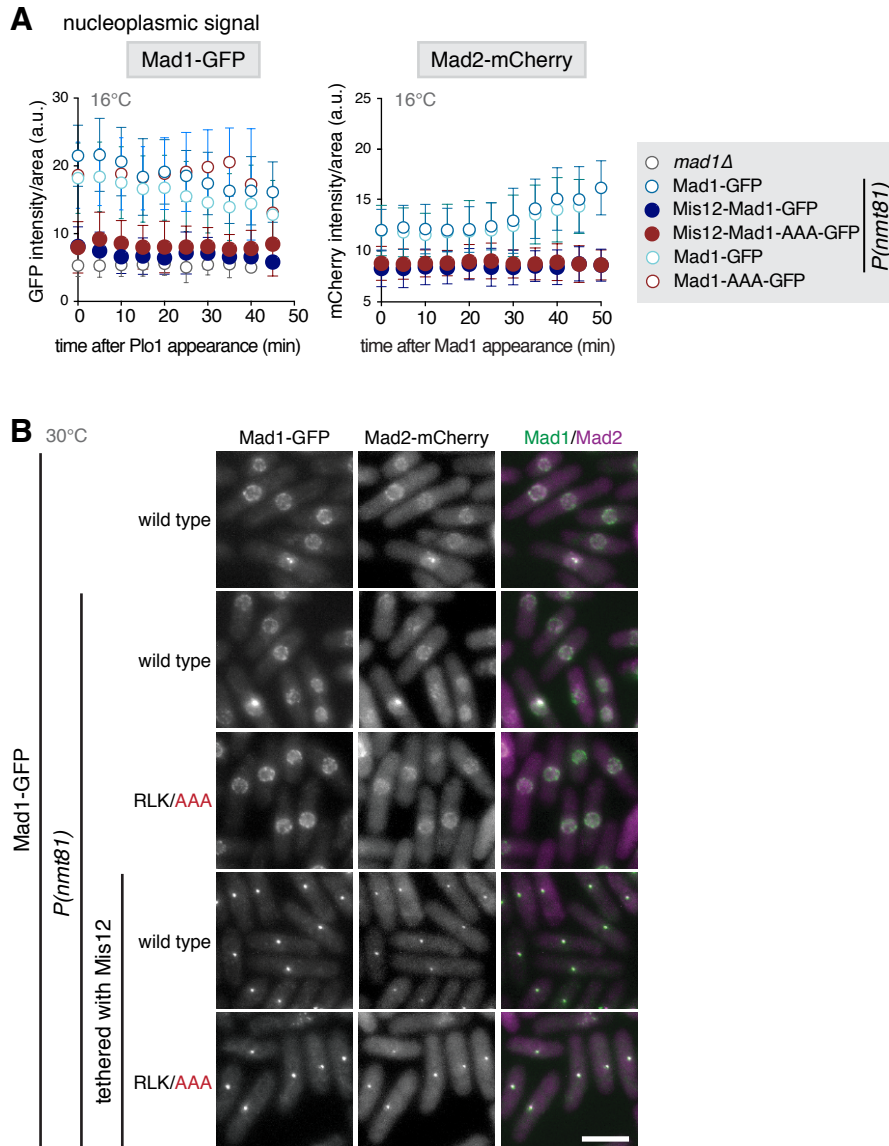 A
nucleoplasmic signal
Mad1-GFP
Mad2-mCherry
16°C
30
20
10
0
GFP intensity/area (a.u.)
0 10 20 30 40 50
time after Plo1 appearance (min)
16°C
25
20
15
10
5
mCherry intensity/area (a.u.)
0 10 20 30 40 50
time after Mad1 appearance (min)
mad1Δ
Mad1-GFP
Mis12-Mad1-GFP
Mis12-Mad1-AAA-GFP
Mad1-GFP
Mad1-AAA-GFP
P(nmt81)
B
30°C
Mad1-GFP Mad2-mCherry Mad1/Mad2
Mad1-GFP
P(nmt81)
tethered with Mis12
wild type
wild type
RLK/AAA
wild type
RLK/AAA